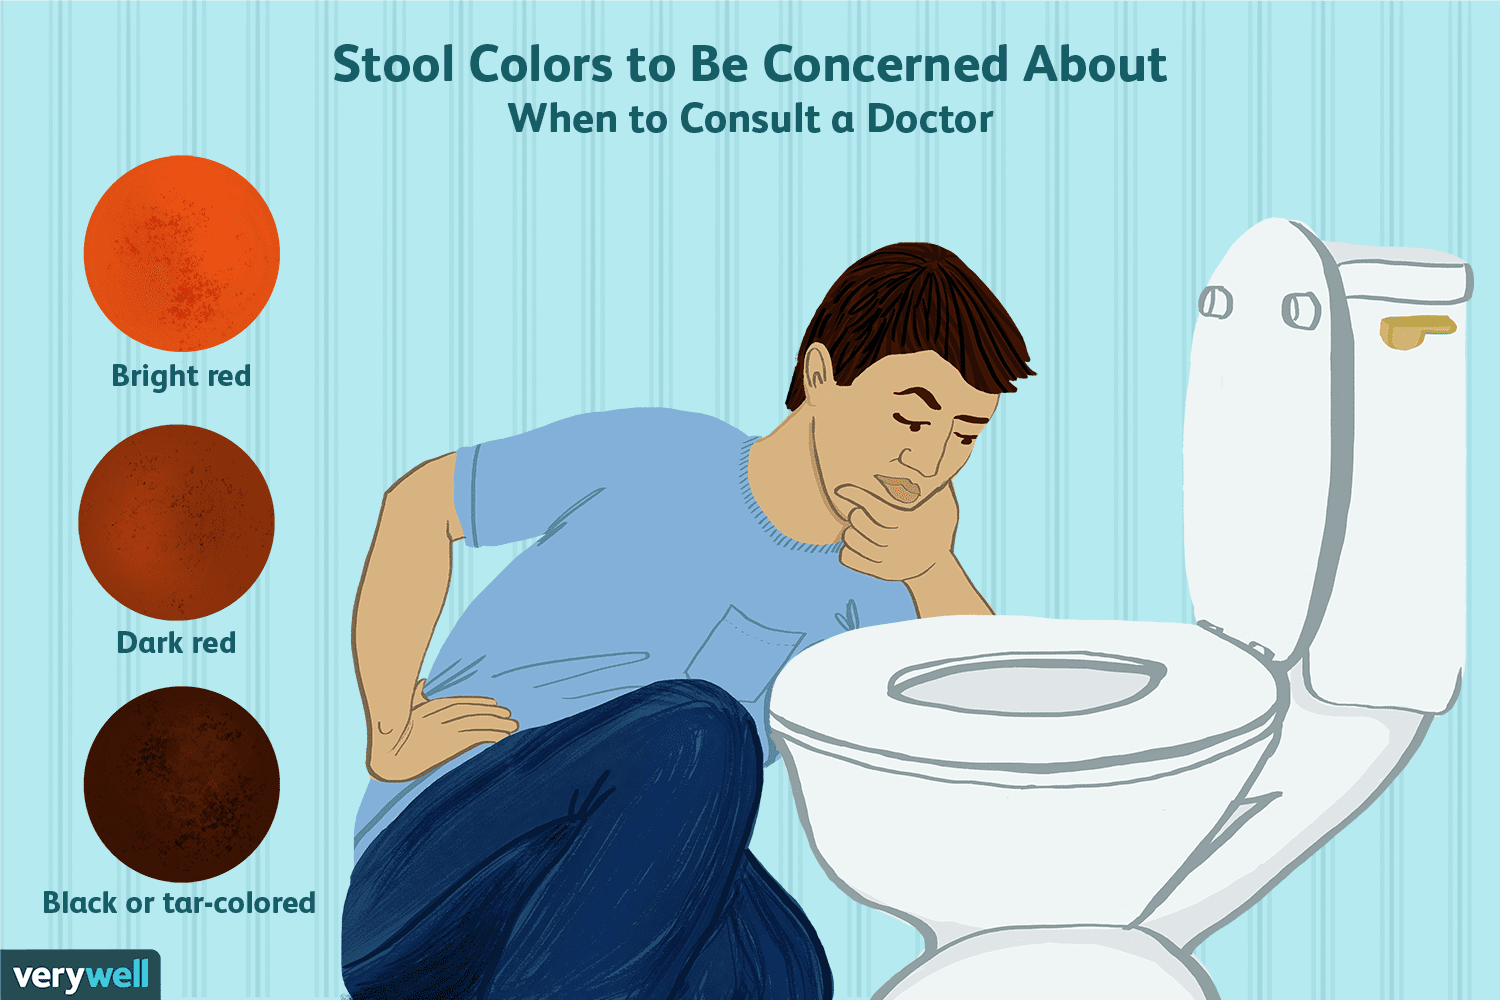 Stool Colors to Be Concerned About
When to Consult a Doctor
Bright red
Dark red
Black or tar-colored
verywell